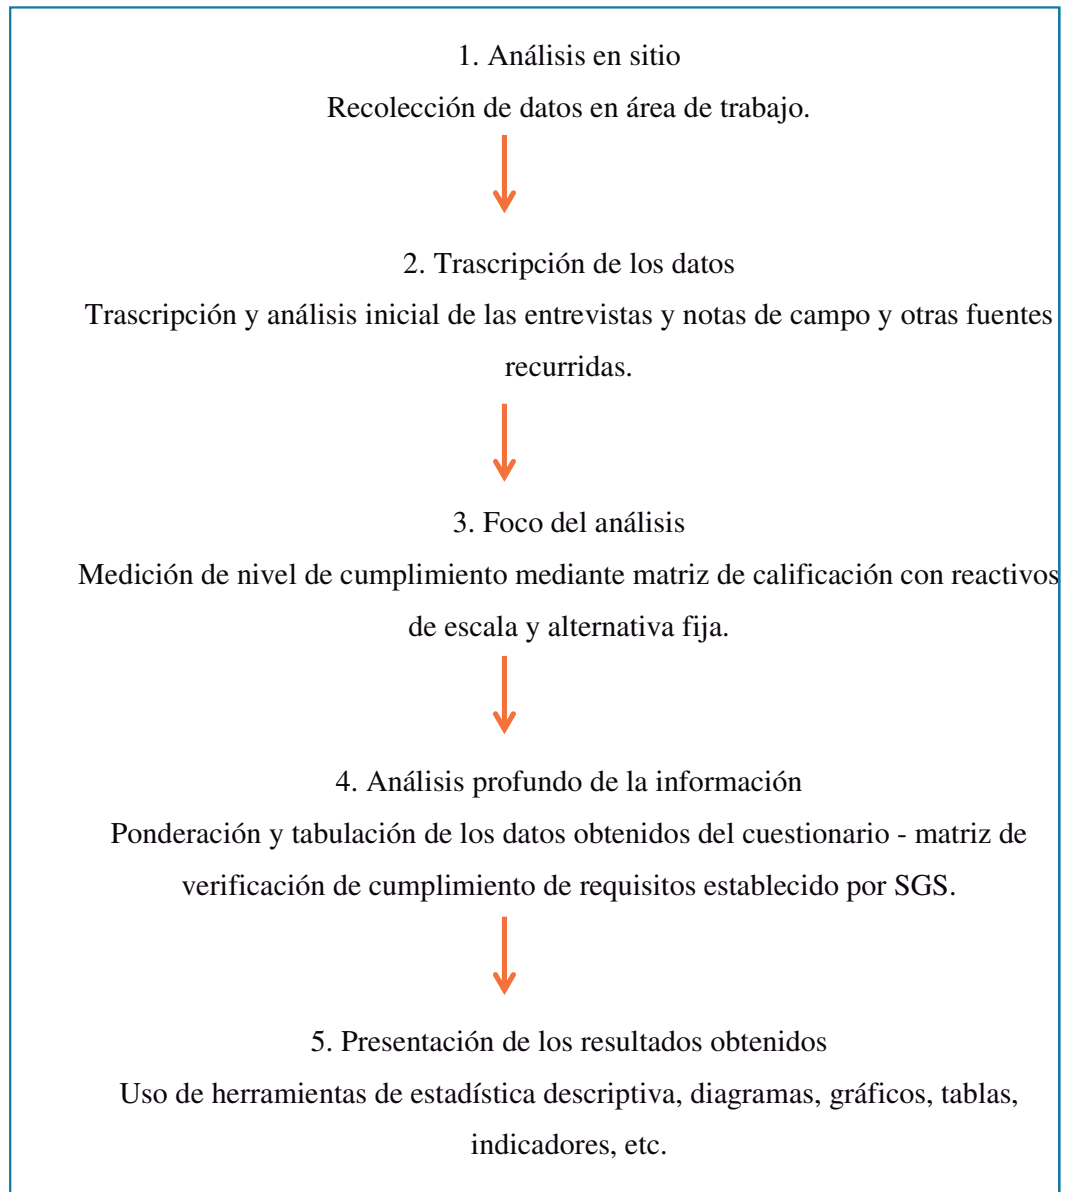 1. Análisis en sitio
Recolección de datos en área de trabajo.
2. Trascripción de los datos
Trascripción y análisis inicial de las entrevistas y notas de campo y otras fuentes
recurridas.
3. Foco del análisis
Medición de nivel de cumplimiento mediante matriz de calificación con reactivos
de escala y alternativa fija.
4. Análisis profundo de la información
Ponderación y tabulación de los datos obtenidos del cuestionario - matriz de
verificación de cumplimiento de requisitos establecido por SGS.
5. Presentación de los resultados obtenidos
Uso de herramientas de estadística descriptiva, diagramas, gráficos, tablas,
indicadores, etc.